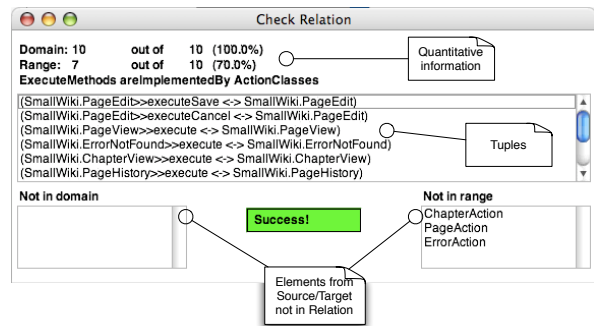 Check Relation
Domain: 10 out of 10 (100.0%)
Range: 7 out of 10 (70.0%)
ExecuteMethods areImplementedBy ActionClasses
Quantitative
information
(SmallWiki.PageEdit>>executeSave <-> SmallWiki.PageEdit)
(SmallWiki.PageEdit>>executeCancel <-> SmallWiki.PageEdit)
(SmallWiki.PageView>>execute <-> SmallWiki.PageView)
(SmallWiki.ErrorNotFound>>execute <-> SmallWiki.ErrorNotFound)
(SmallWiki.ChapterView>>execute <-> SmallWiki.ChapterView)
(SmallWiki.PageHistory>>execute <-> SmallWiki.PageHistory)
Tuples
Not in domain
Success!
Not in range
ChapterAction
PageAction
ErrorAction
Elements from
Source/Target
not in Relation